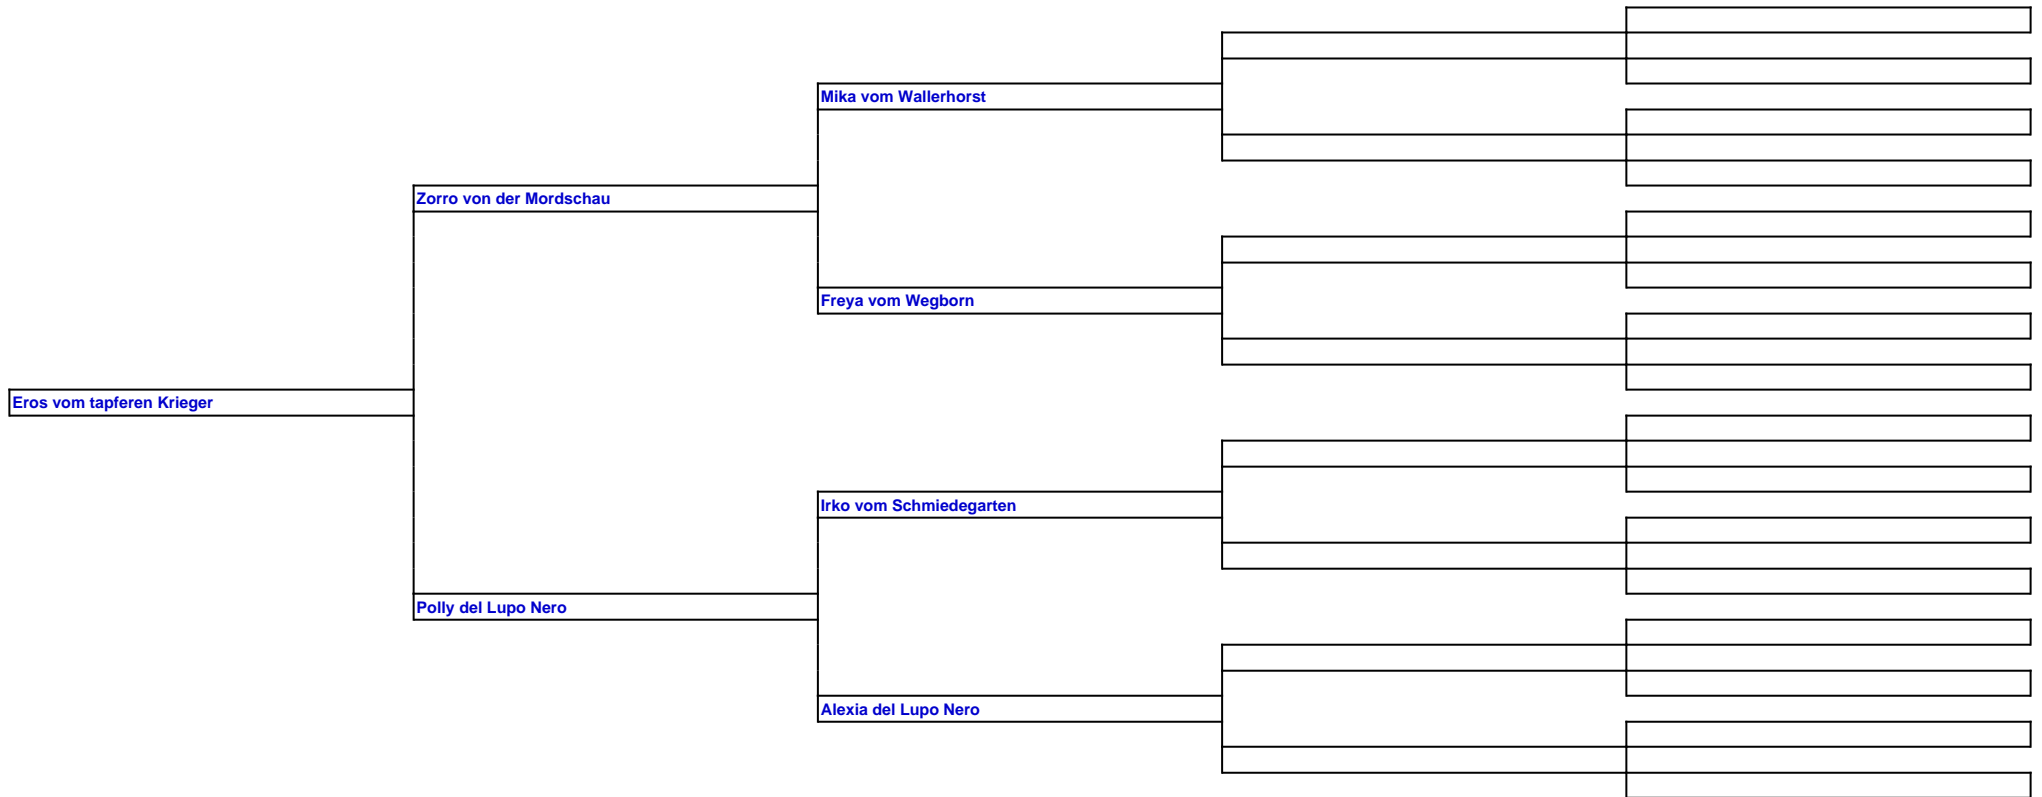 Mika vom Wallerhorst
Zorro von der Mordschau
Freya vom Wegborn
Eros vom tapferen Krieger
Irko vom Schmiedegarten
Polly del Lupo Nero
Alexia del Lupo Nero